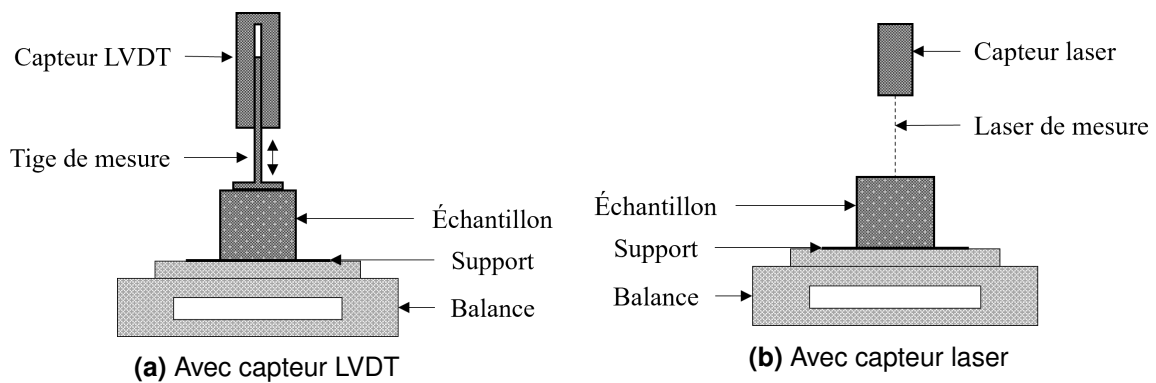 Capteur LVDT
Tige de mesure
Échantillon
Support
Balance
(a) Avec capteur LVDT
Capteur laser
Laser de mesure
Échantillon
Support
Balance
(b) Avec capteur laser